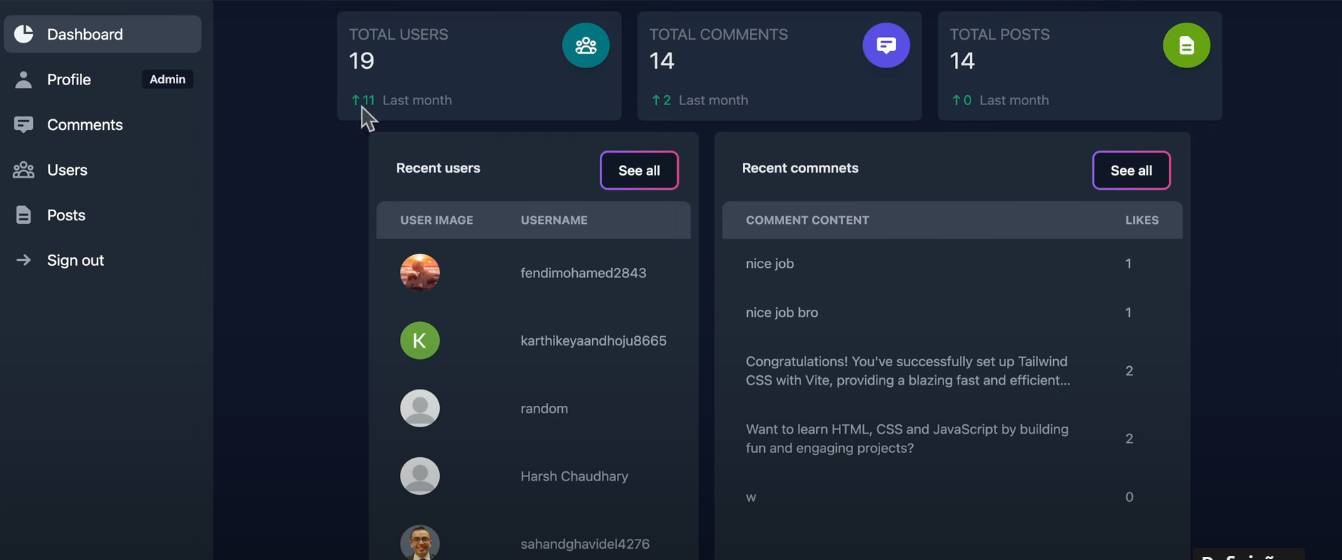 Dashboard
Profile Admin
Comments
Users
Posts
Sign out
TOTAL USERS
19
↑ 11 Last month
TOTAL COMMENTS
14
↑ 2 Last month
TOTAL POSTS
14
↑ 0 Last month
Recent users See all
USER IMAGE USERNAME
fendimohamed2843
K karthikeyaandhoju8665
random
Harsh Chaudhary
sahandghavidel4276
Recent commnets See all
COMMENT CONTENT LIKES
nice job 1
nice job bro 1
Congratulations! You've successfully set up Tailwind
CSS with Vite, providing a blazing fast and efficient... 2
Want to learn HTML, CSS and JavaScript by building
fun and engaging projects? 2
w 0